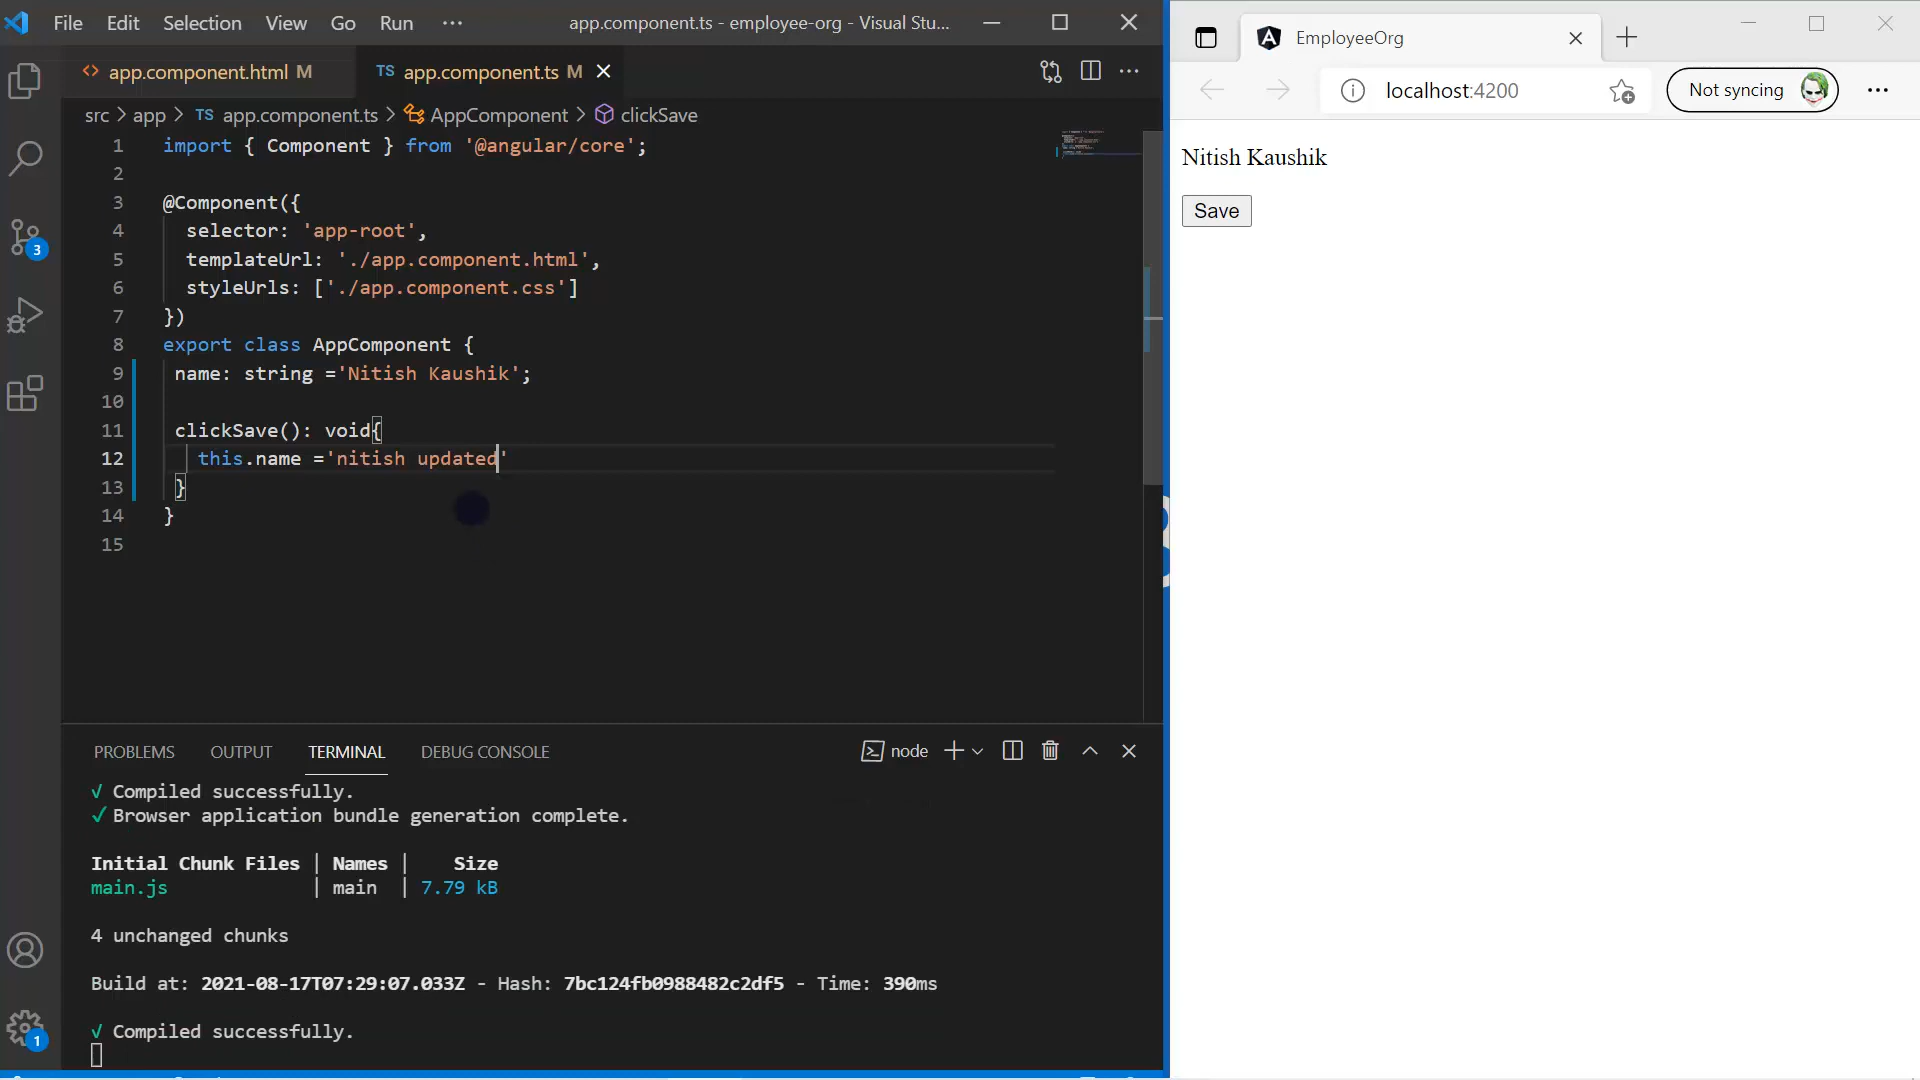 File Edit Selection View Go Run ··· app.component.ts - employee-org - Visual Stu...
<> app.component.html M TS app.component.ts M
src > app > TS app.component.ts > AppComponent > clickSave
1 import { Component } from '@angular/core';
2
3 @Component({
4 selector: 'app-root',
5 templateUrl: './app.component.html',
6 styleUrls: ['./app.component.css']
7 })
8 export class AppComponent {
9 name: string ='Nitish Kaushik';
10
11 clickSave(): void{
12 this.name ='nitish updated'
13 }
14 }
15
3
1
PROBLEMS OUTPUT TERMINAL DEBUG CONSOLE node
√ Compiled successfully.
✓ Browser application bundle generation complete.
Initial Chunk Files | Names | Size
main.js | main | 7.79 kB
4 unchanged chunks
Build at: 2021-08-17T07:29:07.033Z - Hash: 7bc124fb0988482c2df5 - Time: 390ms
√ Compiled successfully.
EmployeeOrg
localhost:4200 Not syncing
Nitish Kaushik
Save